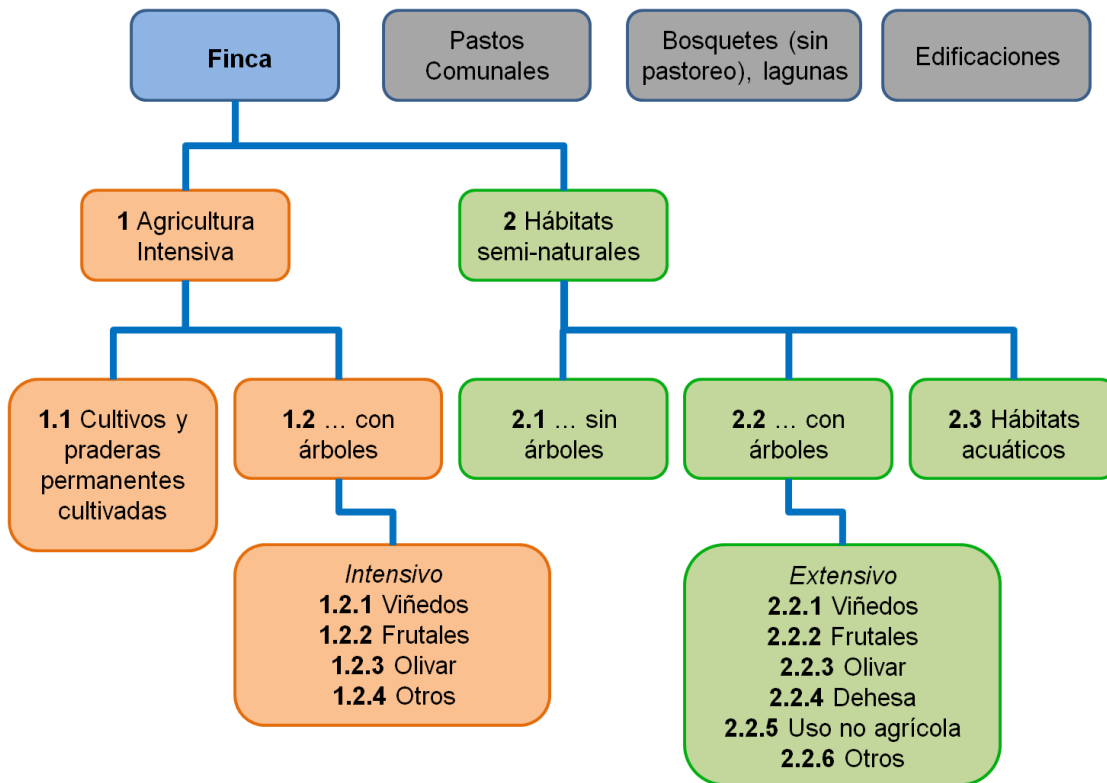 Finca
Pastos
Comunales
Bosquetes (sin
pastoreo), lagunas
Edificaciones
1 Agricultura
Intensiva
2 Hábitats
semi-naturales
1.1 Cultivos y
praderas
permanentes
cultivadas
1.2 ... con
árboles
2.1 ... sin
árboles
2.2 ... con
árboles
2.3 Hábitats
acuáticos
Intensivo
1.2.1 Viñedos
1.2.2 Frutales
1.2.3 Olivar
1.2.4 Otros
Extensivo
2.2.1 Viñedos
2.2.2 Frutales
2.2.3 Olivar
2.2.4 Dehesa
2.2.5 Uso no agrícola
2.2.6 Otros